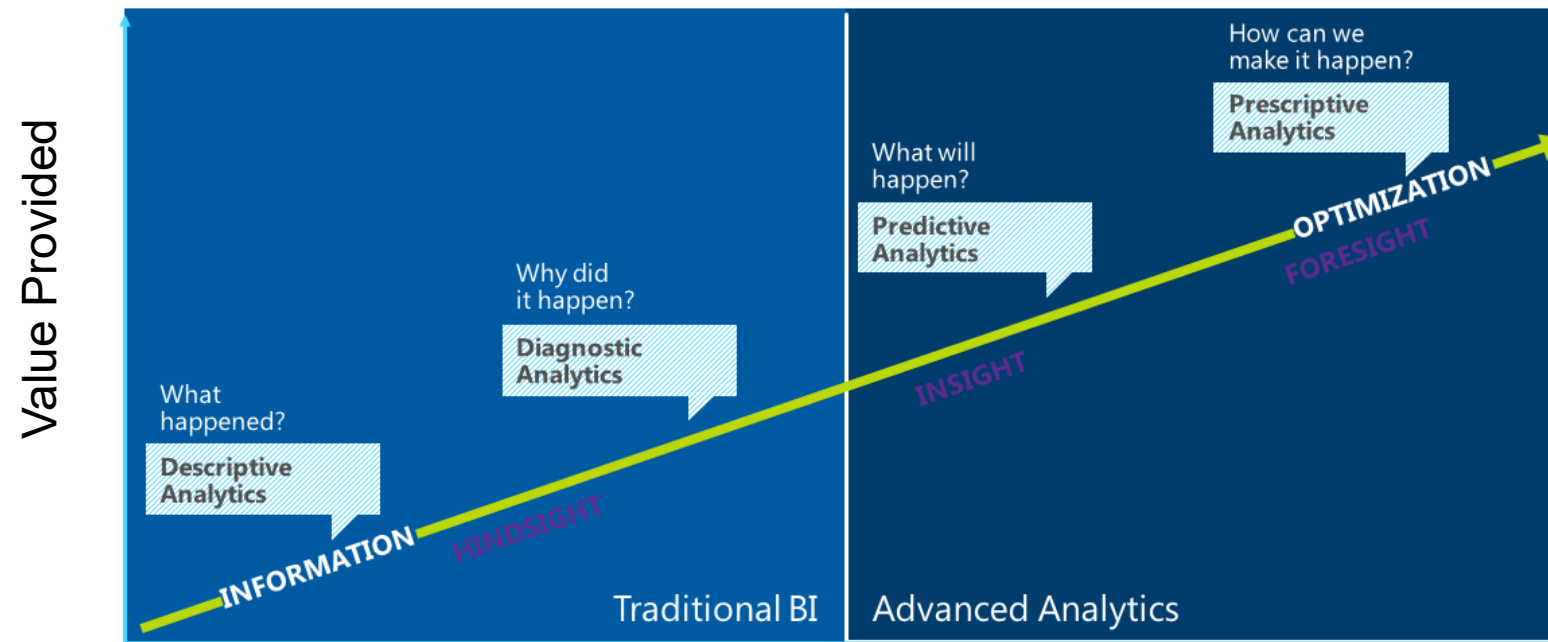 Value Provided
What
happened?
Descriptive
Analytics
INFORMATION
HINDSIGHT
Why did
it happen?
Diagnostic
Analytics
Traditional BI
What will
happen?
Predictive
Analytics
INSIGHT
How can we
make it happen?
Prescriptive
Analytics
OPTIMIZATION
FORESIGHT
Advanced Analytics